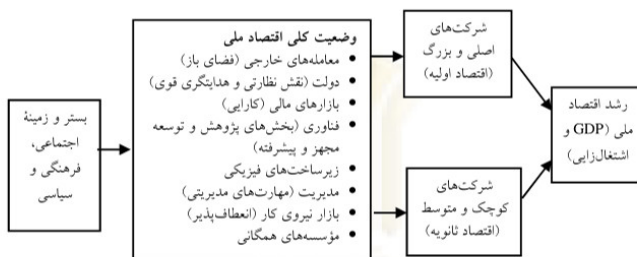 بستر و زمینهٔ
اجتماعی،
فرهنگی و
سیاسی
وضعیت کلی اقتصاد ملی
• معامله‌های خارجی (فضای باز)
• دولت (نقش نظارتی و هدایتگری قوی)
• بازارهای مالی (کارایی)
• فناوری (بخش‌های پژوهش و توسعه
مجهز و پیشرفته)
• زیرساخت‌های فیزیکی
• مدیریت (مهارت‌های مدیریتی)
• بازار نیروی کار (انعطاف‌پذیر)
• مؤسسه‌های همگانی
شرکت‌های
اصلی و بزرگ
(اقتصاد اولیه)
شرکت‌های
کوچک و متوسط
(اقتصاد ثانویه)
رشد اقتصاد
ملی (GDP و
اشتغال‌زایی)